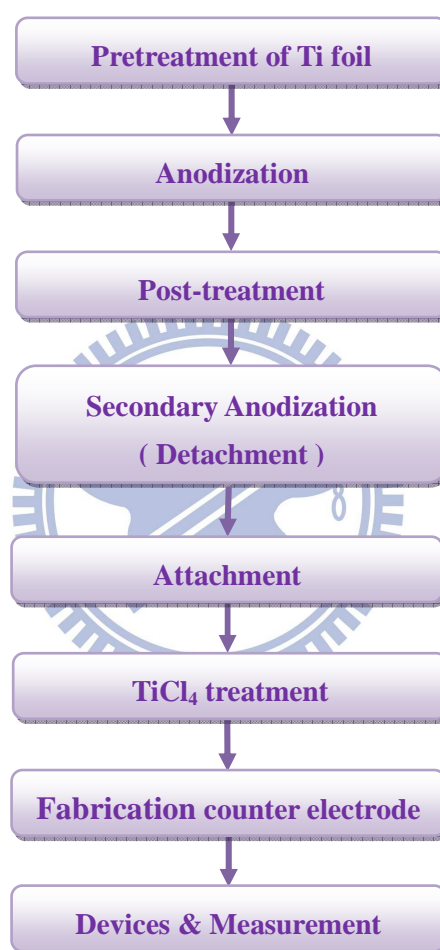 Pretreatment of Ti foil
Anodization
Post-treatment
Secondary Anodization
( Detachment )
Attachment
TiCl₄ treatment
Fabrication counter electrode
Devices & Measurement